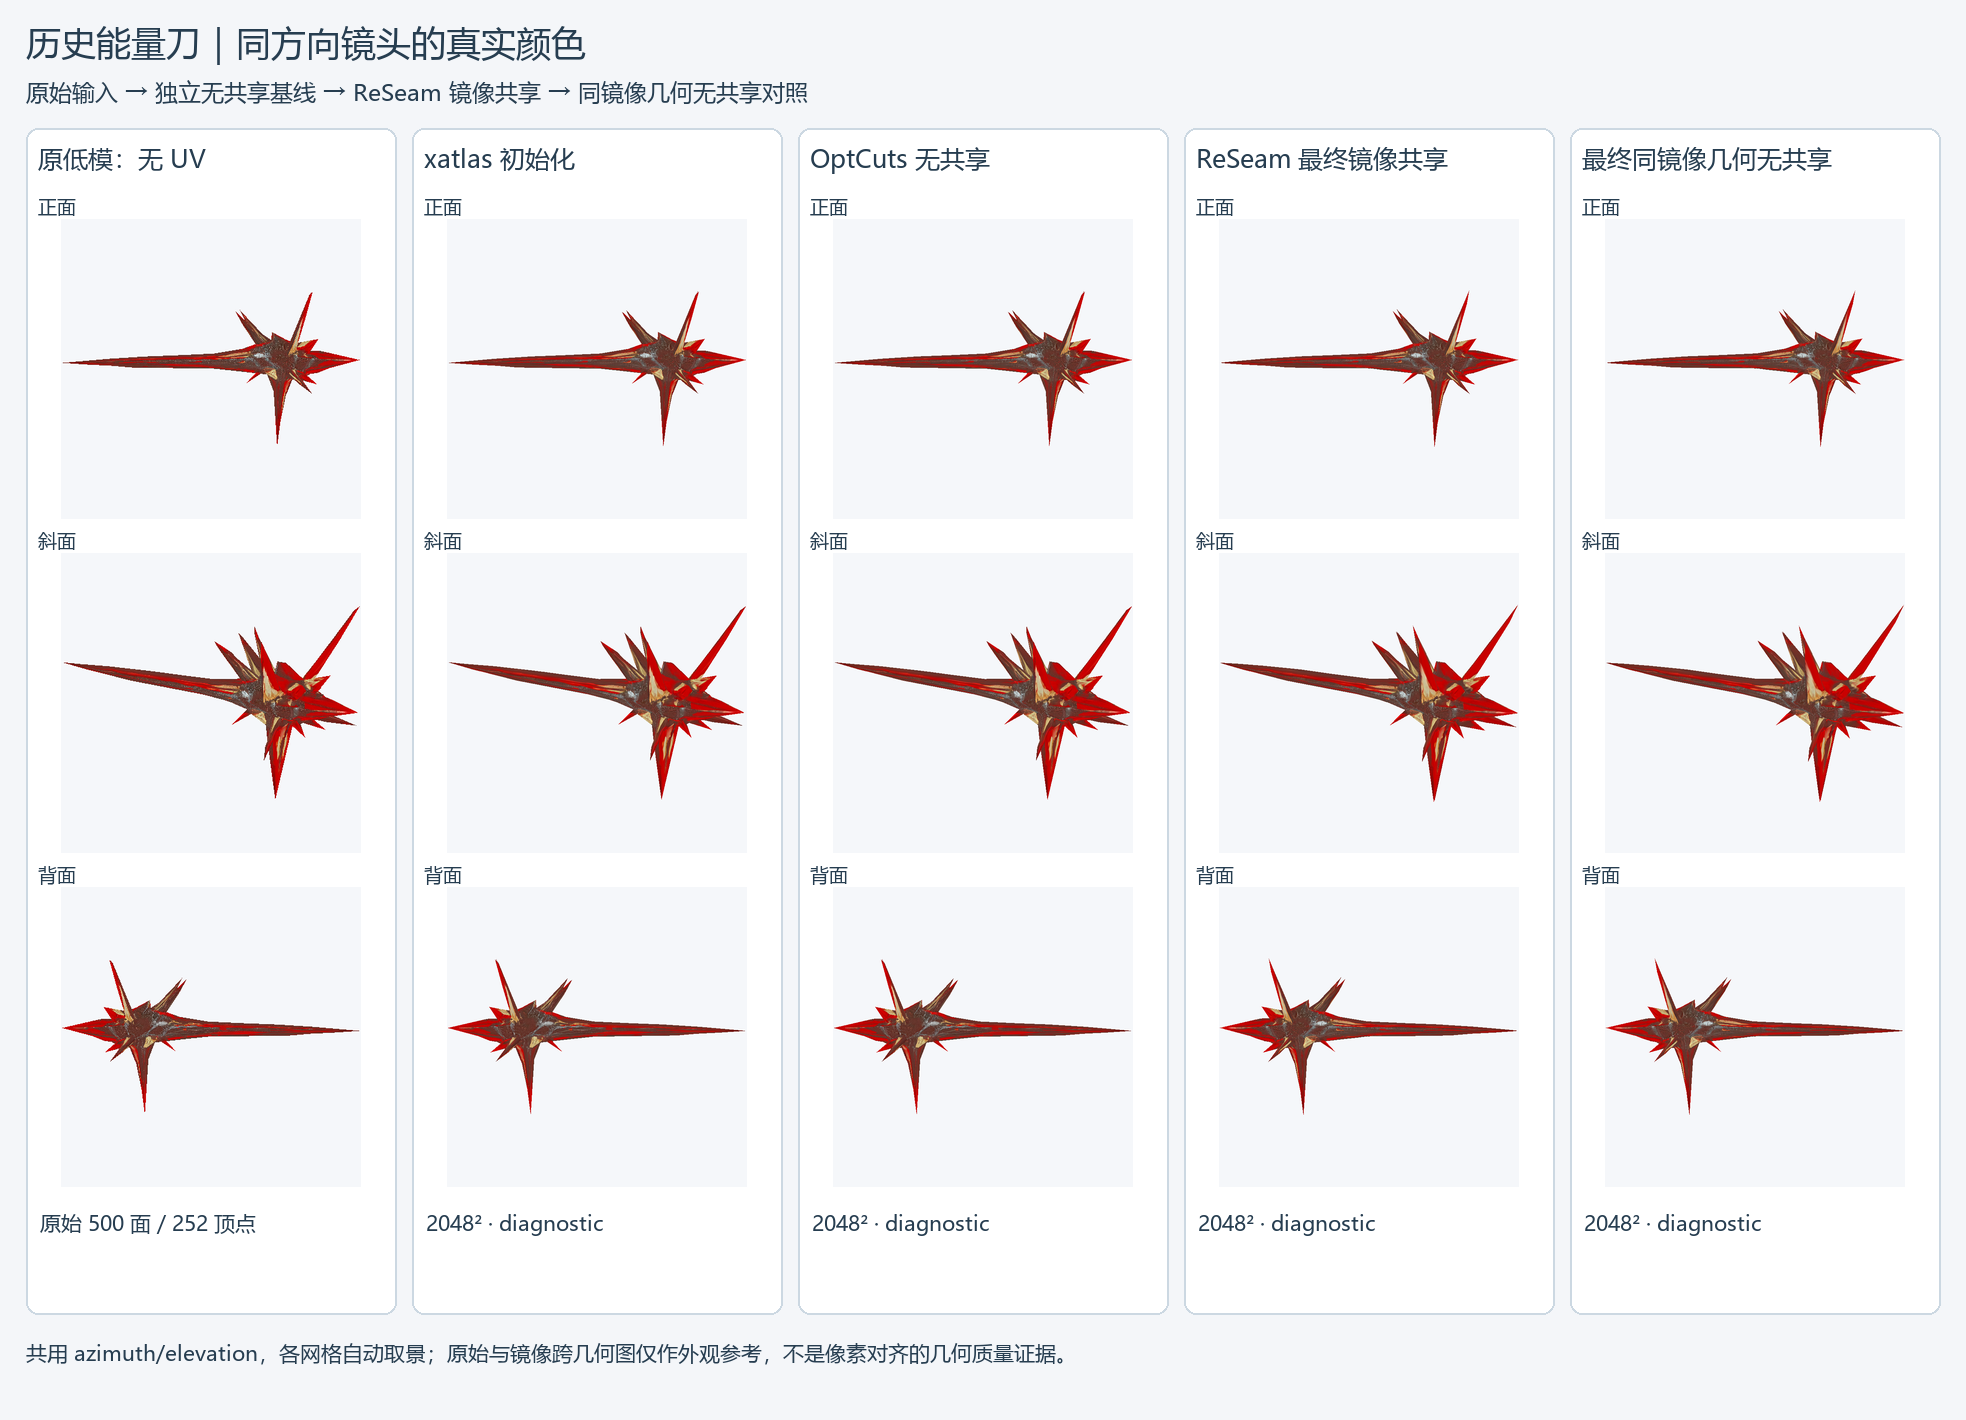 历史能量刀｜同方向镜头的真实颜色
原始输入 → 独立无共享基线 → ReSeam 镜像共享 → 同镜像几何无共享对照
原低模：无 UV
正面
斜面
背面
原始 500 面 / 252 顶点
xatlas 初始化
正面
斜面
背面
2048² · diagnostic
OptCuts 无共享
正面
斜面
背面
2048² · diagnostic
ReSeam 最终镜像共享
正面
斜面
背面
2048² · diagnostic
最终同镜像几何无共享
正面
斜面
背面
2048² · diagnostic
共用 azimuth/elevation，各网格自动取景；原始与镜像跨几何图仅作外观参考，不是像素对齐的几何质量证据。